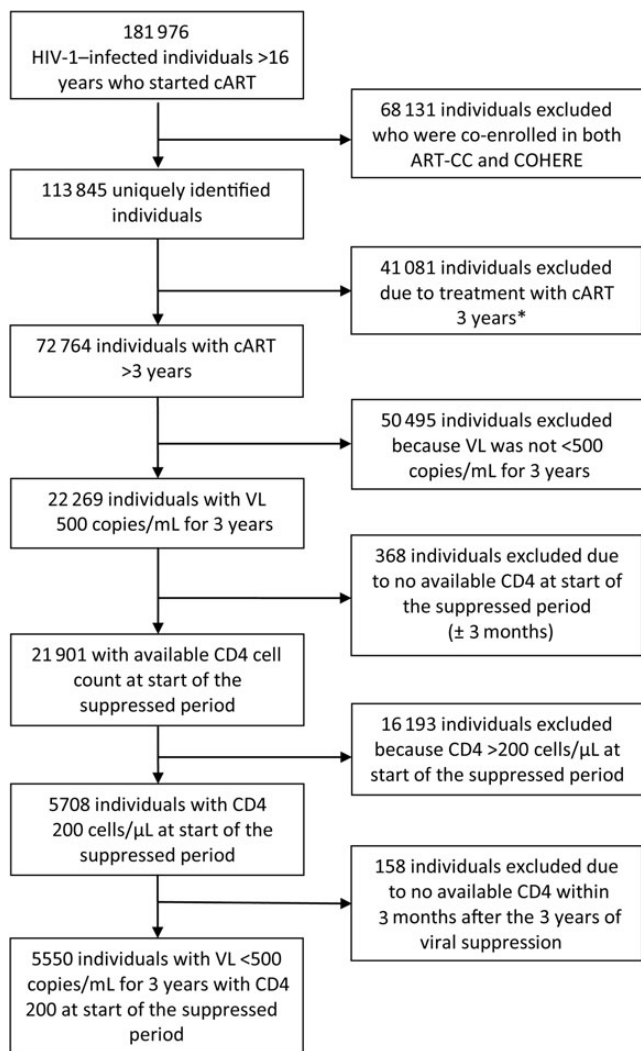 181 976
HIV-1–infected individuals >16
years who started cART
68 131 individuals excluded
who were co-enrolled in both
ART-CC and COHERE
113 845 uniquely identified
individuals
41 081 individuals excluded
due to treatment with cART
3 years*
72 764 individuals with cART
>3 years
50 495 individuals excluded
because VL was not <500
copies/mL for 3 years
22 269 individuals with VL
500 copies/mL for 3 years
368 individuals excluded due
to no available CD4 at start of
the suppressed period
(± 3 months)
21 901 with available CD4 cell
count at start of the
suppressed period
16 193 individuals excluded
because CD4 >200 cells/µL at
start of the suppressed period
5708 individuals with CD4
200 cells/µL at start of the
suppressed period
158 individuals excluded due
to no available CD4 within
3 months after the 3 years of
viral suppression
5550 individuals with VL <500
copies/mL for 3 years with CD4
200 at start of the suppressed
period